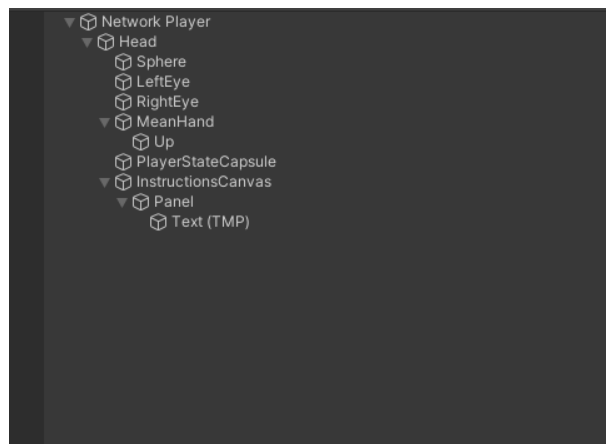 Network Player
Head
Sphere
LeftEye
RightEye
MeanHand
Up
PlayerStateCapsule
InstructionsCanvas
Panel
Text (TMP)